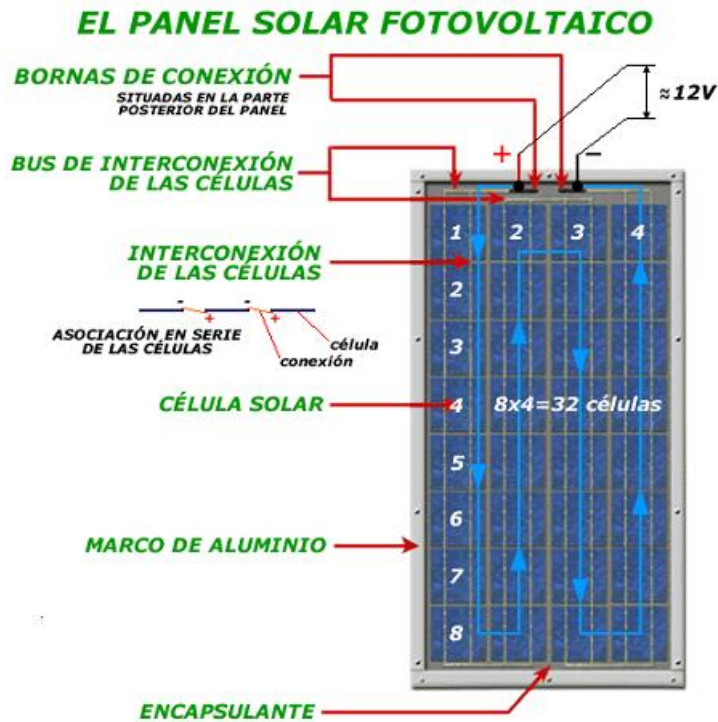 EL PANEL SOLAR FOTOVOLTAICO
BORNAS DE CONEXIÓN
SITUADAS EN LA PARTE
POSTERIOR DEL PANEL
≈12V
+
-
BUS DE INTERCONEXIÓN
DE LAS CÉLULAS
1 2 3 4
INTERCONEXIÓN
DE LAS CÉLULAS
2
- -
+ +
3
ASOCIACIÓN EN SERIE
DE LAS CÉLULAS
célula
conexión
CÉLULA SOLAR
4
8x4=32 células
5
6
MARCO DE ALUMINIO
7
8
ENCAPSULANTE